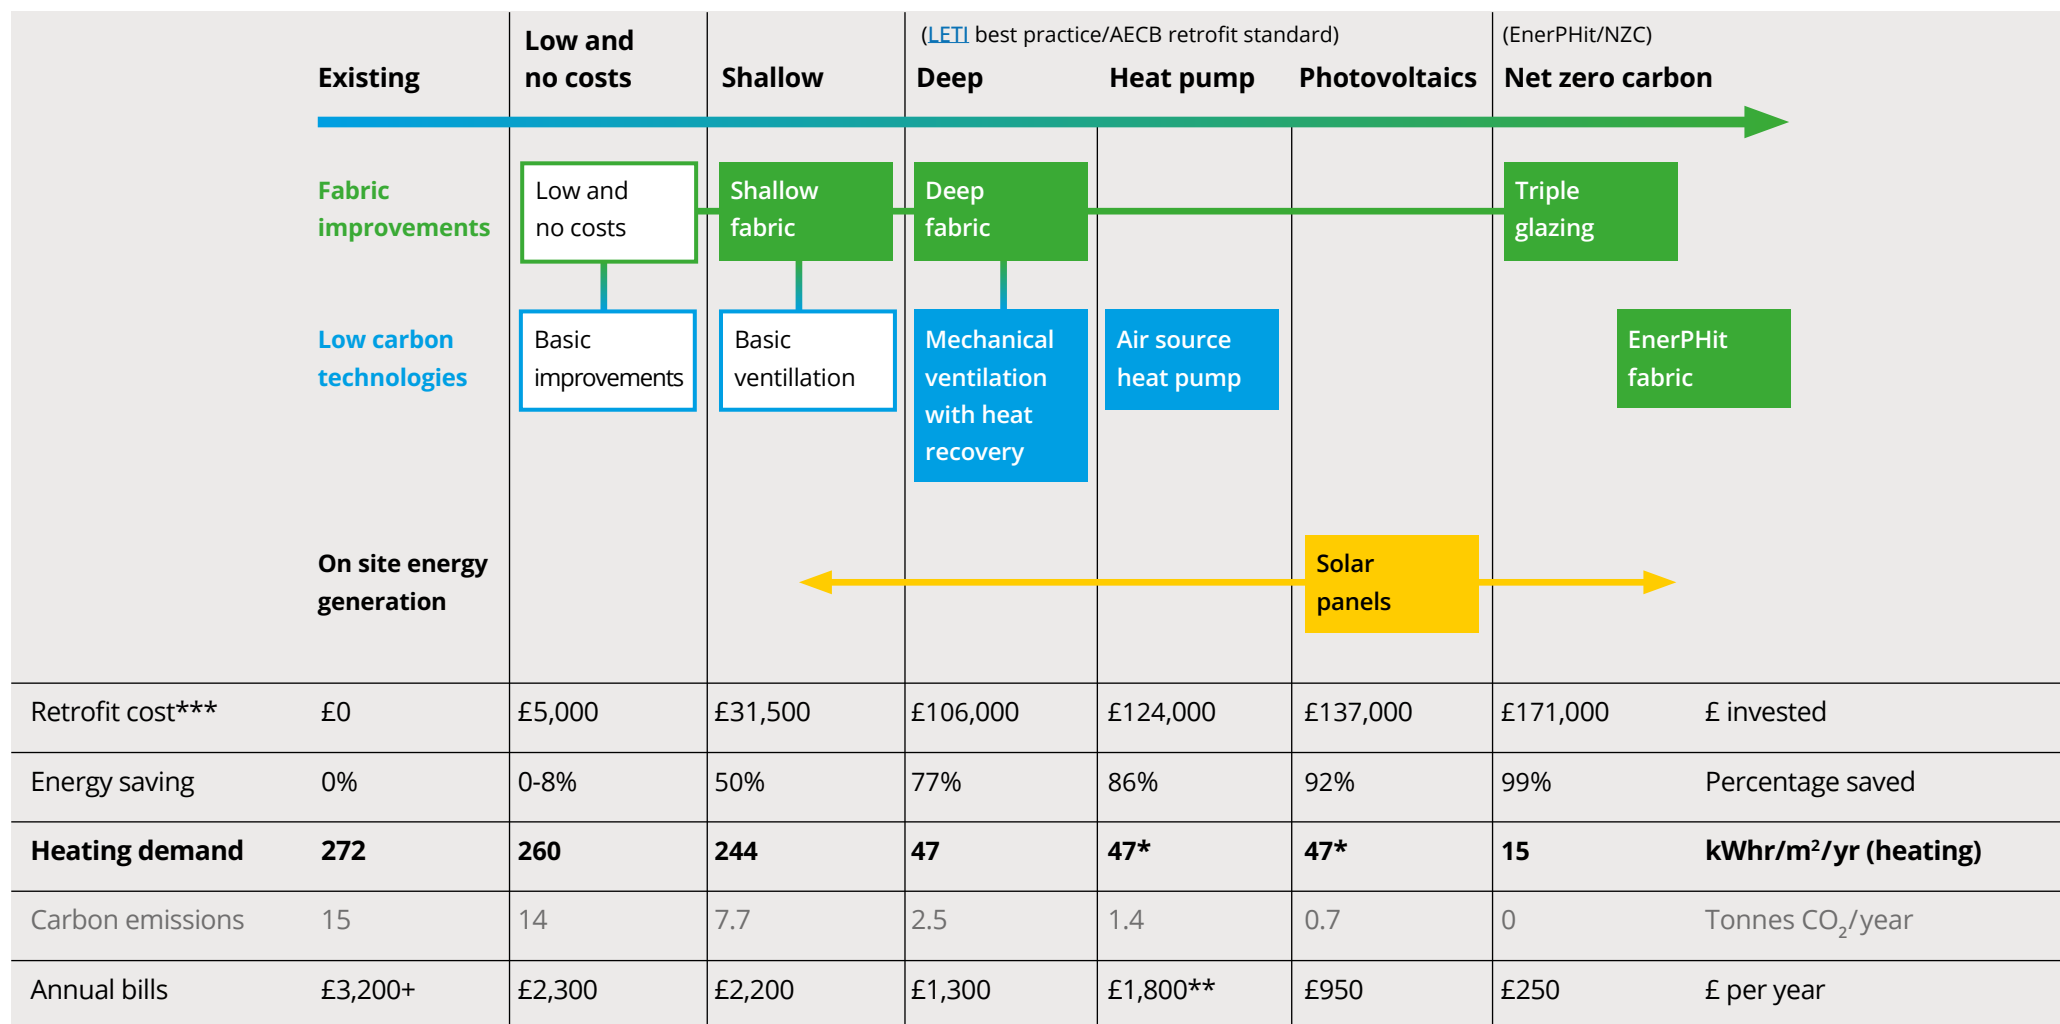 (LETI best practice/AECB retrofit standard)
(EnerPHit/NZC)
Existing
Low and
no costs
Shallow
Deep
Heat pump
Photovoltaics
Net zero carbon
Fabric
improvements
Low and
no costs
Shallow
fabric
Deep
fabric
Triple
glazing
Low carbon
technologies
Basic
improvements
Basic
ventillation
Mechanical
ventilation
with heat
recovery
Air source
heat pump
EnerPHit
fabric
On site energy
generation
Solar
panels
Retrofit cost*** £0 £5,000 £31,500 £106,000 £124,000 £137,000 £171,000 £ invested
Energy saving 0% 0-8% 50% 77% 86% 92% 99% Percentage saved
Heating demand 272 260 244 47 47* 47* 15 kWhr/m²/yr (heating)
Carbon emissions 15 14 7.7 2.5 1.4 0.7 0 Tonnes CO₂/year
Annual bills £3,200+ £2,300 £2,200 £1,300 £1,800** £950 £250 £ per year